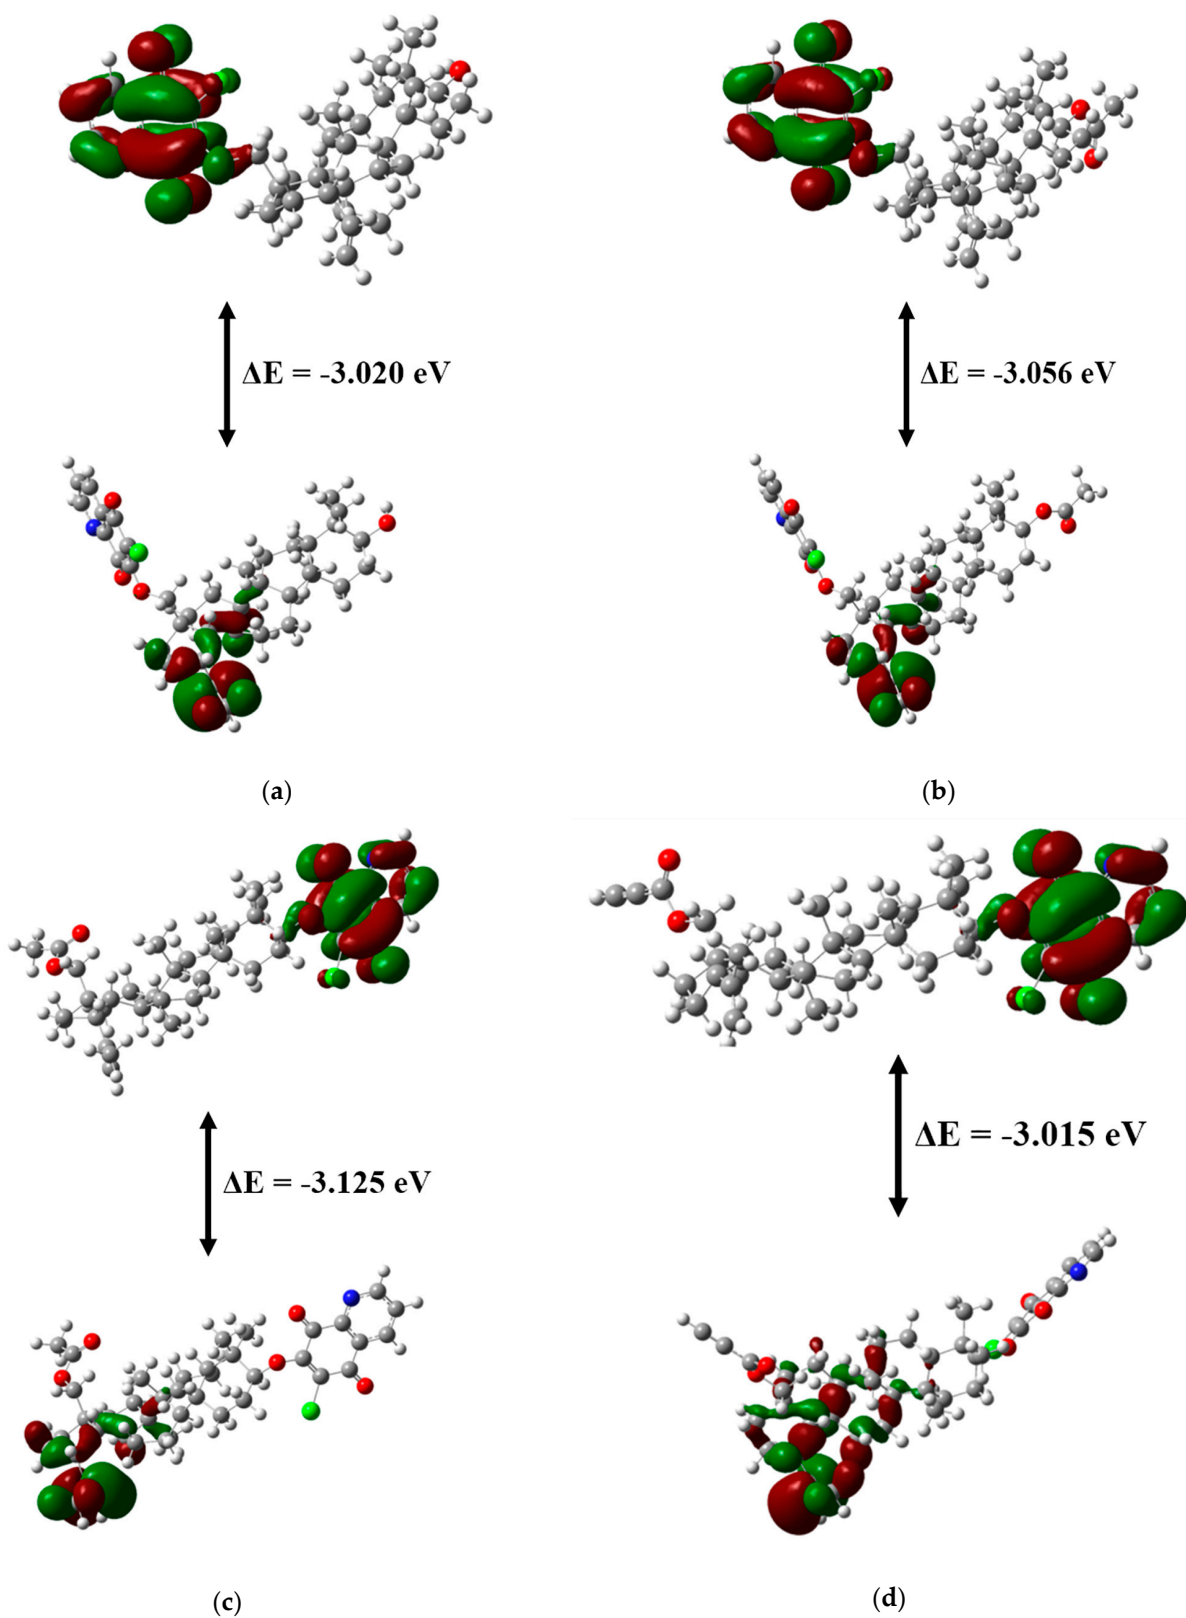 ΔE = -3.020 eV
ΔE = -3.056 eV
(a)
(b)
ΔE = -3.125 eV
ΔE = -3.015 eV
(c)
(d)